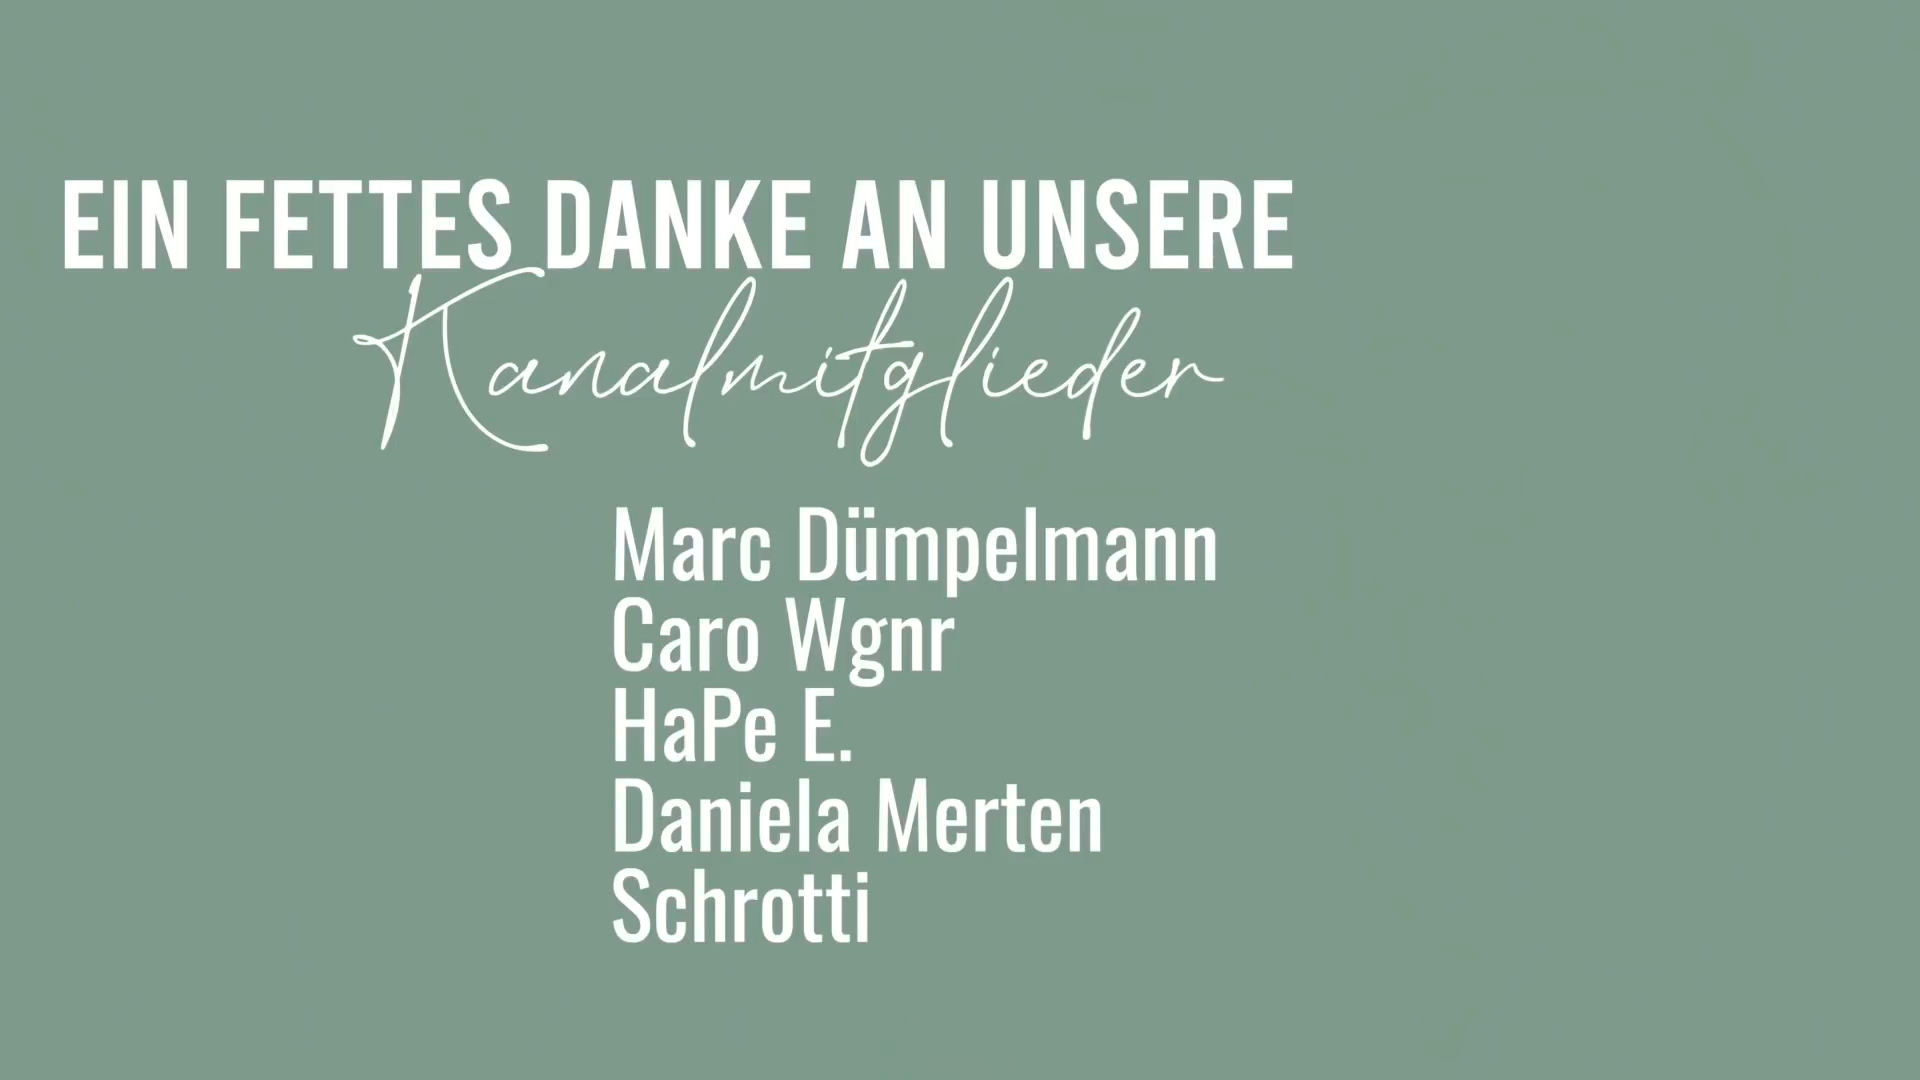 EIN FETTES DANKE AN UNSERE
Kanalmitglieder
Marc Dümpelmann
Caro Wgnr
HaPe E.
Daniela Merten
Schrotti